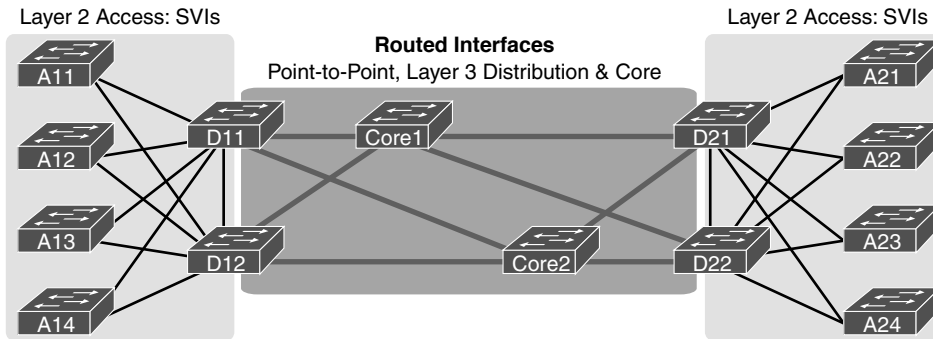 Layer 2 Access: SVIs
Layer 2 Access: SVIs
Routed Interfaces
Point-to-Point, Layer 3 Distribution & Core
A11
A21
D11
Core1
D21
A12
A22
A13
A23
D12
Core2
D22
A14
A24